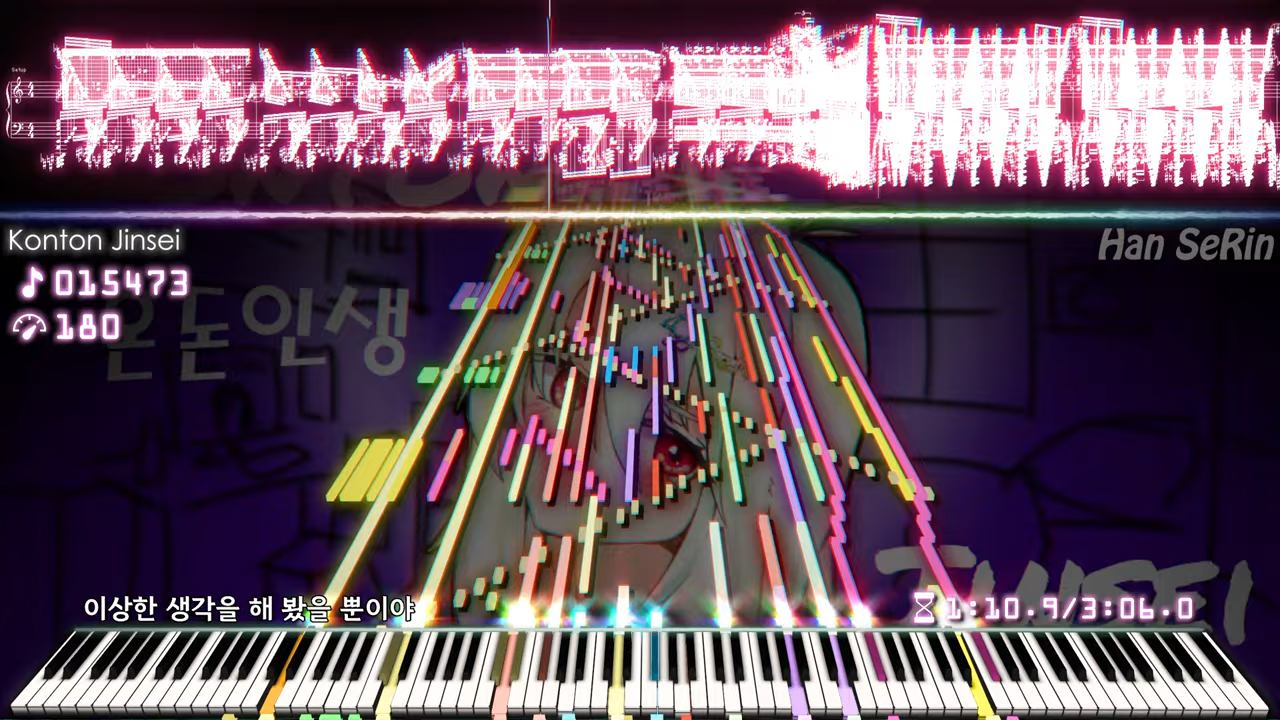 Konton Jinsei
Han SeRin
015473
180
혼돈인생
이상한 생각을 해 봤을 뿐이야
1:10.9/3:06.0
JINSEI